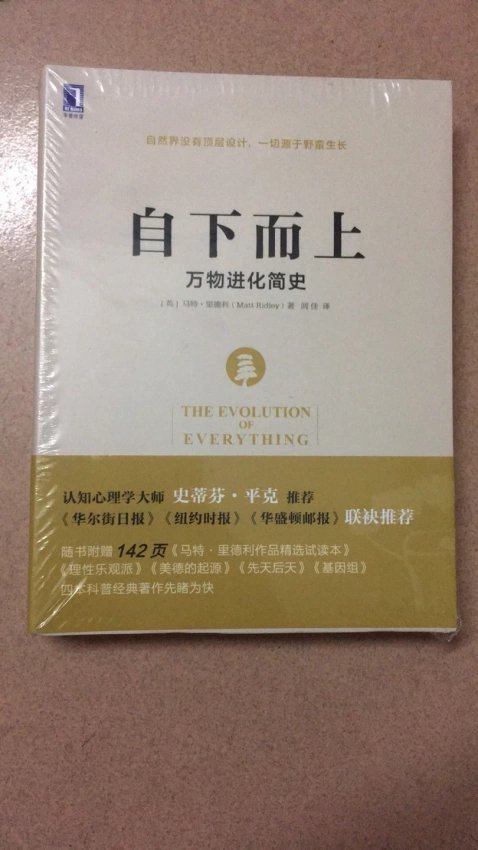 华章科普
自然界没有顶层设计，一切源于野蛮生长
自下而上
万物进化简史
［英］马特·里德利（Matt Ridley）著 闾佳 译
THE EVOLUTION
OF
EVERYTHING
认知心理学大师 史蒂芬·平克 推荐
《华尔街日报》《纽约时报》《华盛顿邮报》联袂推荐
随书附赠 142 页《马特·里德利作品精选试读本》
《理性乐观派》《美德的起源》《先天后天》《基因组》
四本科普经典著作先睹为快